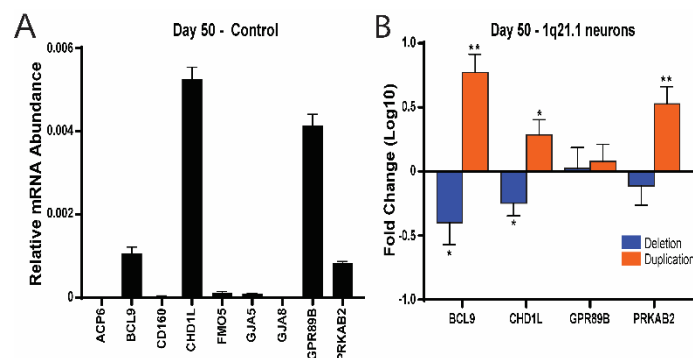 A
Day 50 - Control
Relative mRNA Abundance
0.006
0.004
0.002
0
ACP6
BCL9
CD160
CHD1L
FMO5
GJA5
GJA8
GPR89B
PRKAB2
B
Day 50 - 1q21.1 neurons
Fold Change (Log10)
1.0
0.5
0
-0.5
-1.0
**
*
**
*
*
Deletion
Duplication
BCL9
CHD1L
GPR89B
PRKAB2